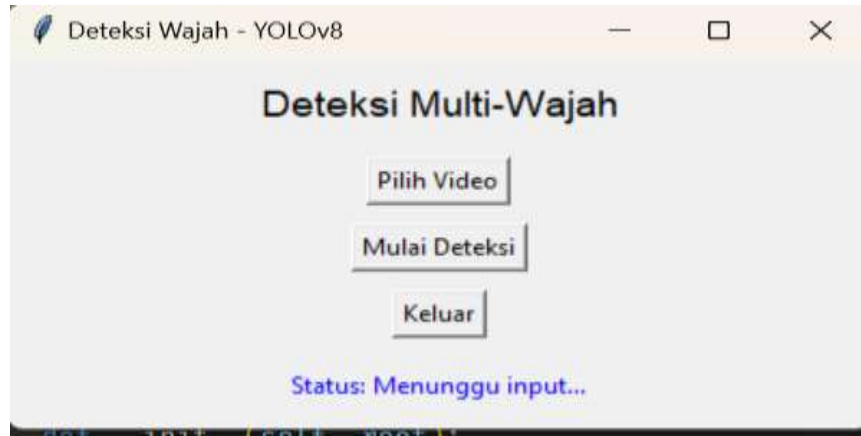 Deteksi Wajah - YOLOv8
Deteksi Multi-Wajah
Pilih Video
Mulai Deteksi
Keluar
Status: Menunggu input...